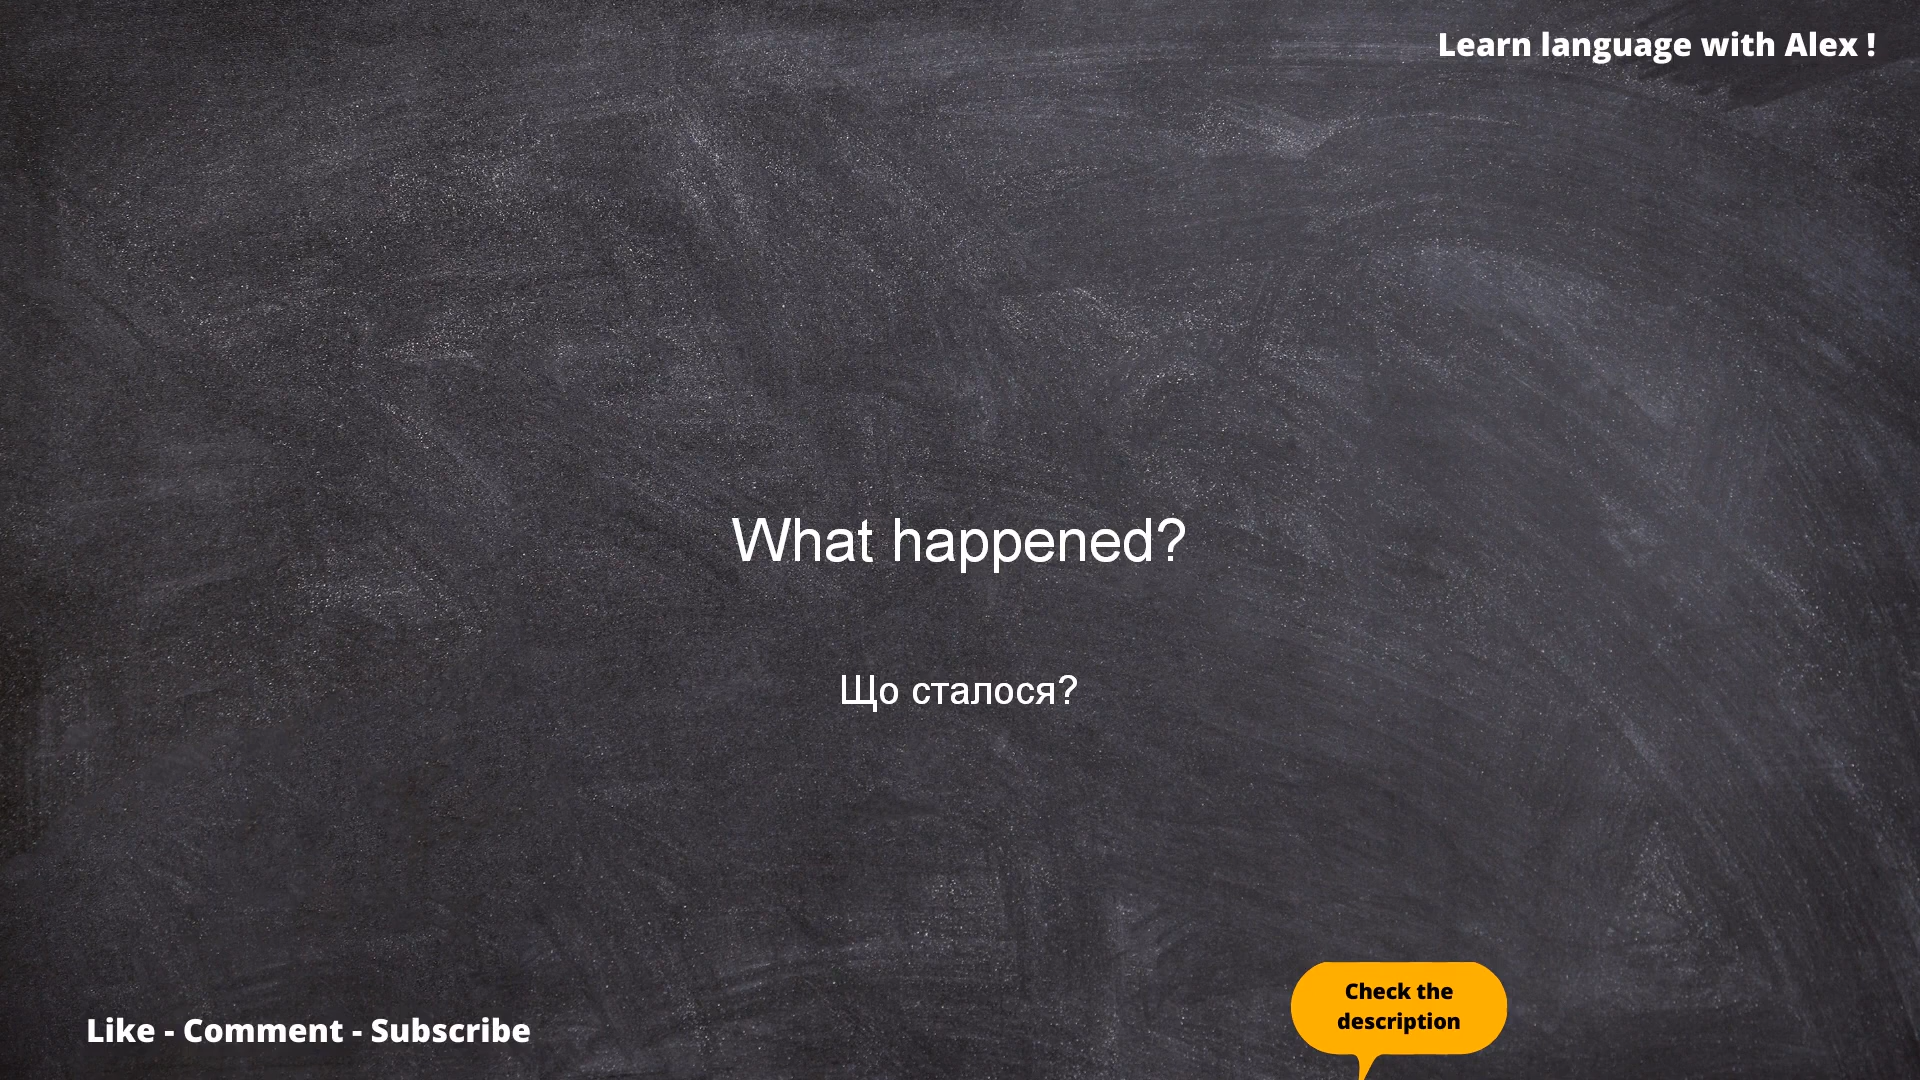 Learn language with Alex !
What happened?
Що сталося?
Check the
description
Like - Comment - Subscribe